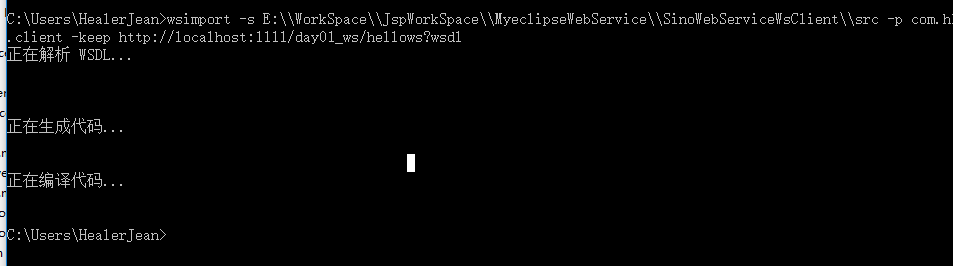 C:\Users\HealerJean>wsimport -s E:\\WorkSpace\\JspWorkSpace\\MyeclipseWebService\\SinoWebServiceWsClient\\src -p com.h
.client -keep http://localhost:1111/day01_ws/hellows?wsdl
正在解析 WSDL...
正在生成代码...
正在编译代码...
C:\Users\HealerJean>